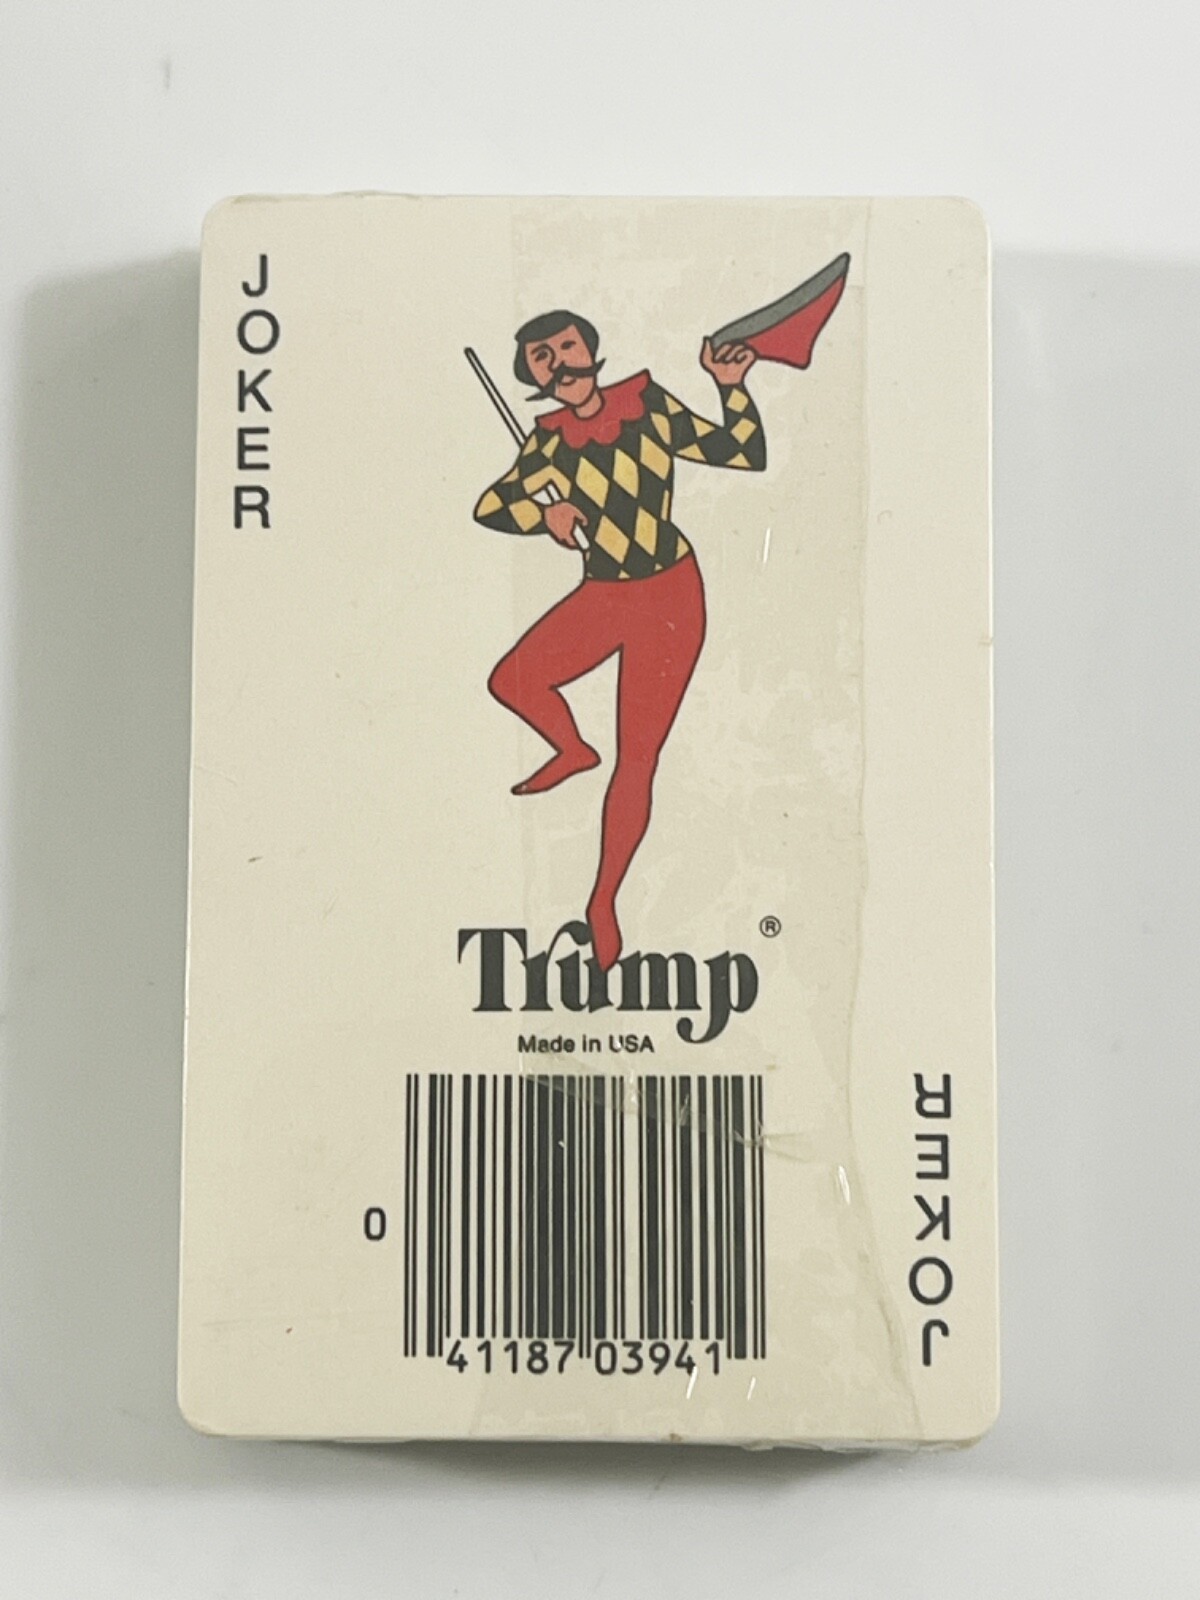 JOKER
Trump®
Made in USA
0
41187 03941
JOKER